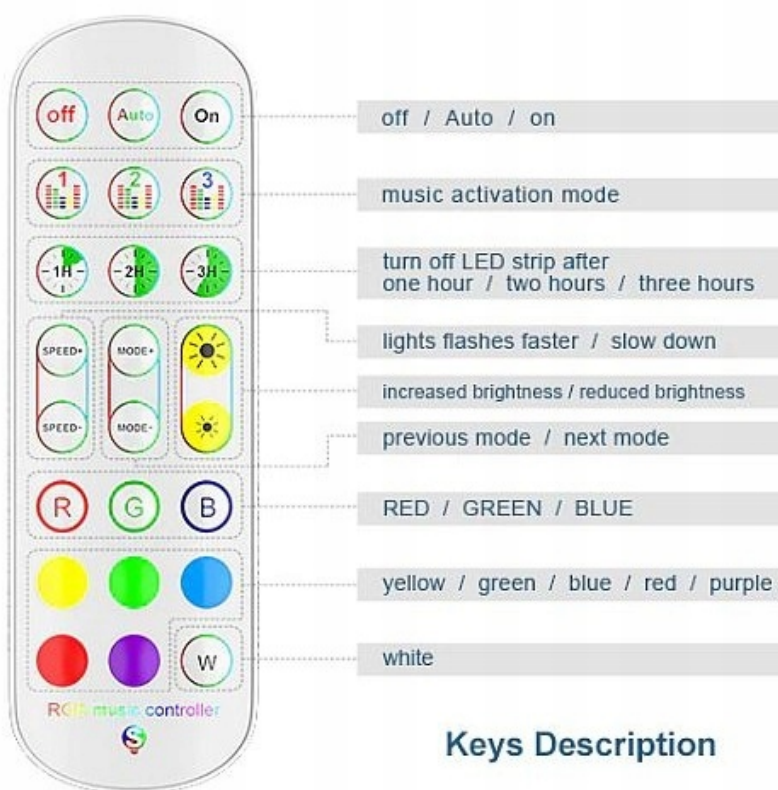 off Auto On
off / Auto / on
1 2 3
music activation mode
1H 2H 3H
turn off LED strip after
one hour / two hours / three hours
lights flashes faster / slow down
SPEED+ MODE+
increased brightness / reduced brightness
SPEED- MODE-
previous mode / next mode
R G B
RED / GREEN / BLUE
yellow / green / blue / red / purple
W
white
RGB music controller
S
Keys Description